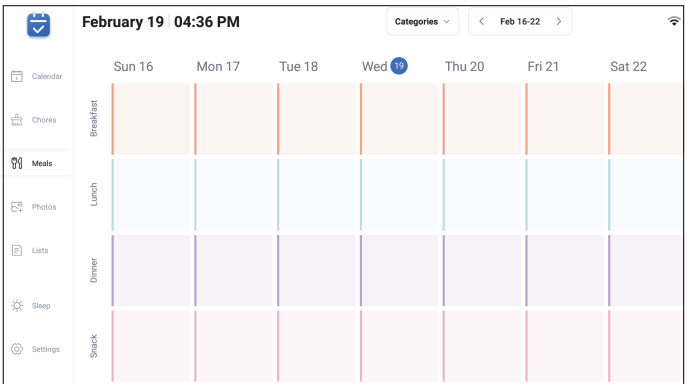 February 19 04:36 PM
Categories
Feb 16-22
Sun 16
Mon 17
Tue 18
Wed 19
Thu 20
Fri 21
Sat 22
Calendar
Chores
Meals
Photos
Lists
Sleep
Settings
Breakfast
Lunch
Dinner
Snack